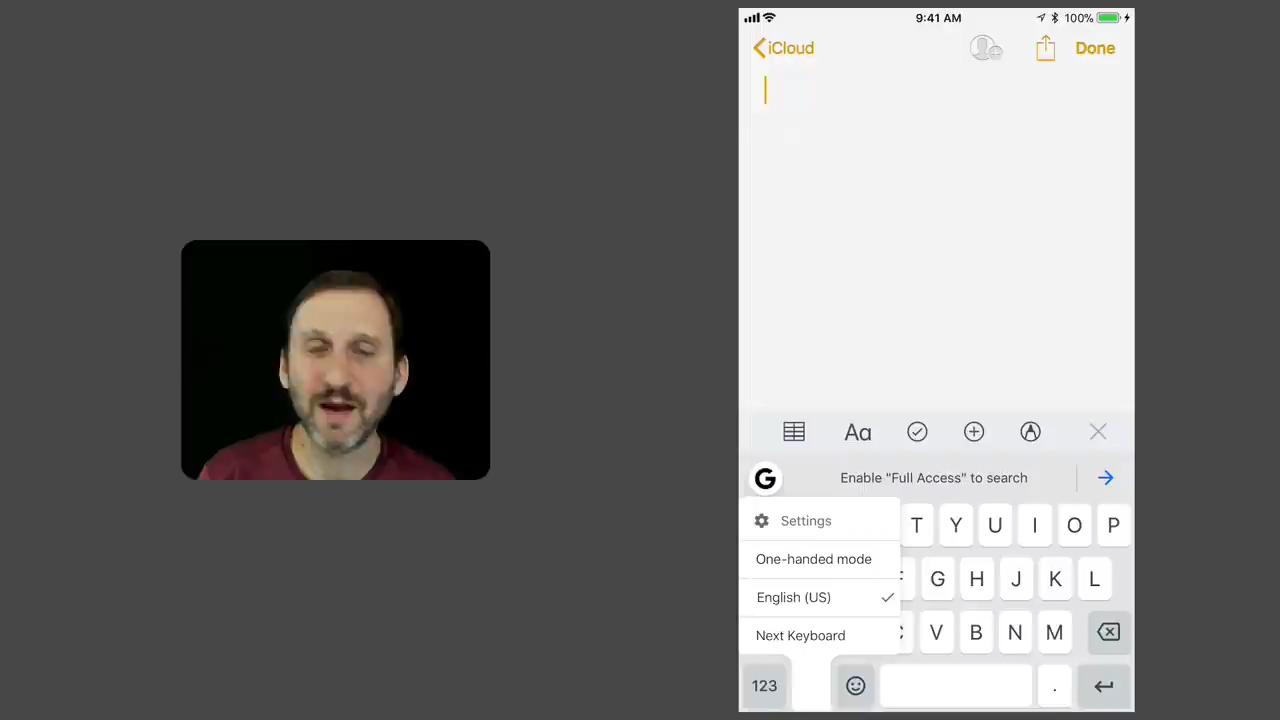 9:41 AM
100%
iCloud
Done
Aa
G
Enable "Full Access" to search
Settings
T Y U I O P
One-handed mode
G H J K L
English (US)
Next Keyboard
V B N M
123
.